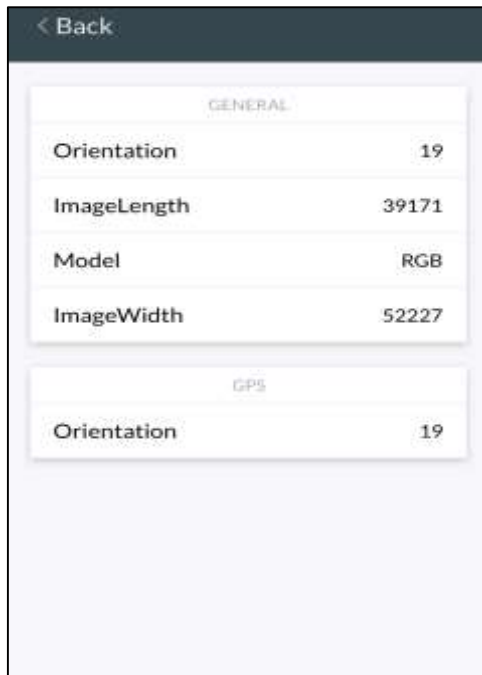 < Back
GENERAL
Orientation 19
ImageLength 39171
Model RGB
ImageWidth 52227
GPS
Orientation 19